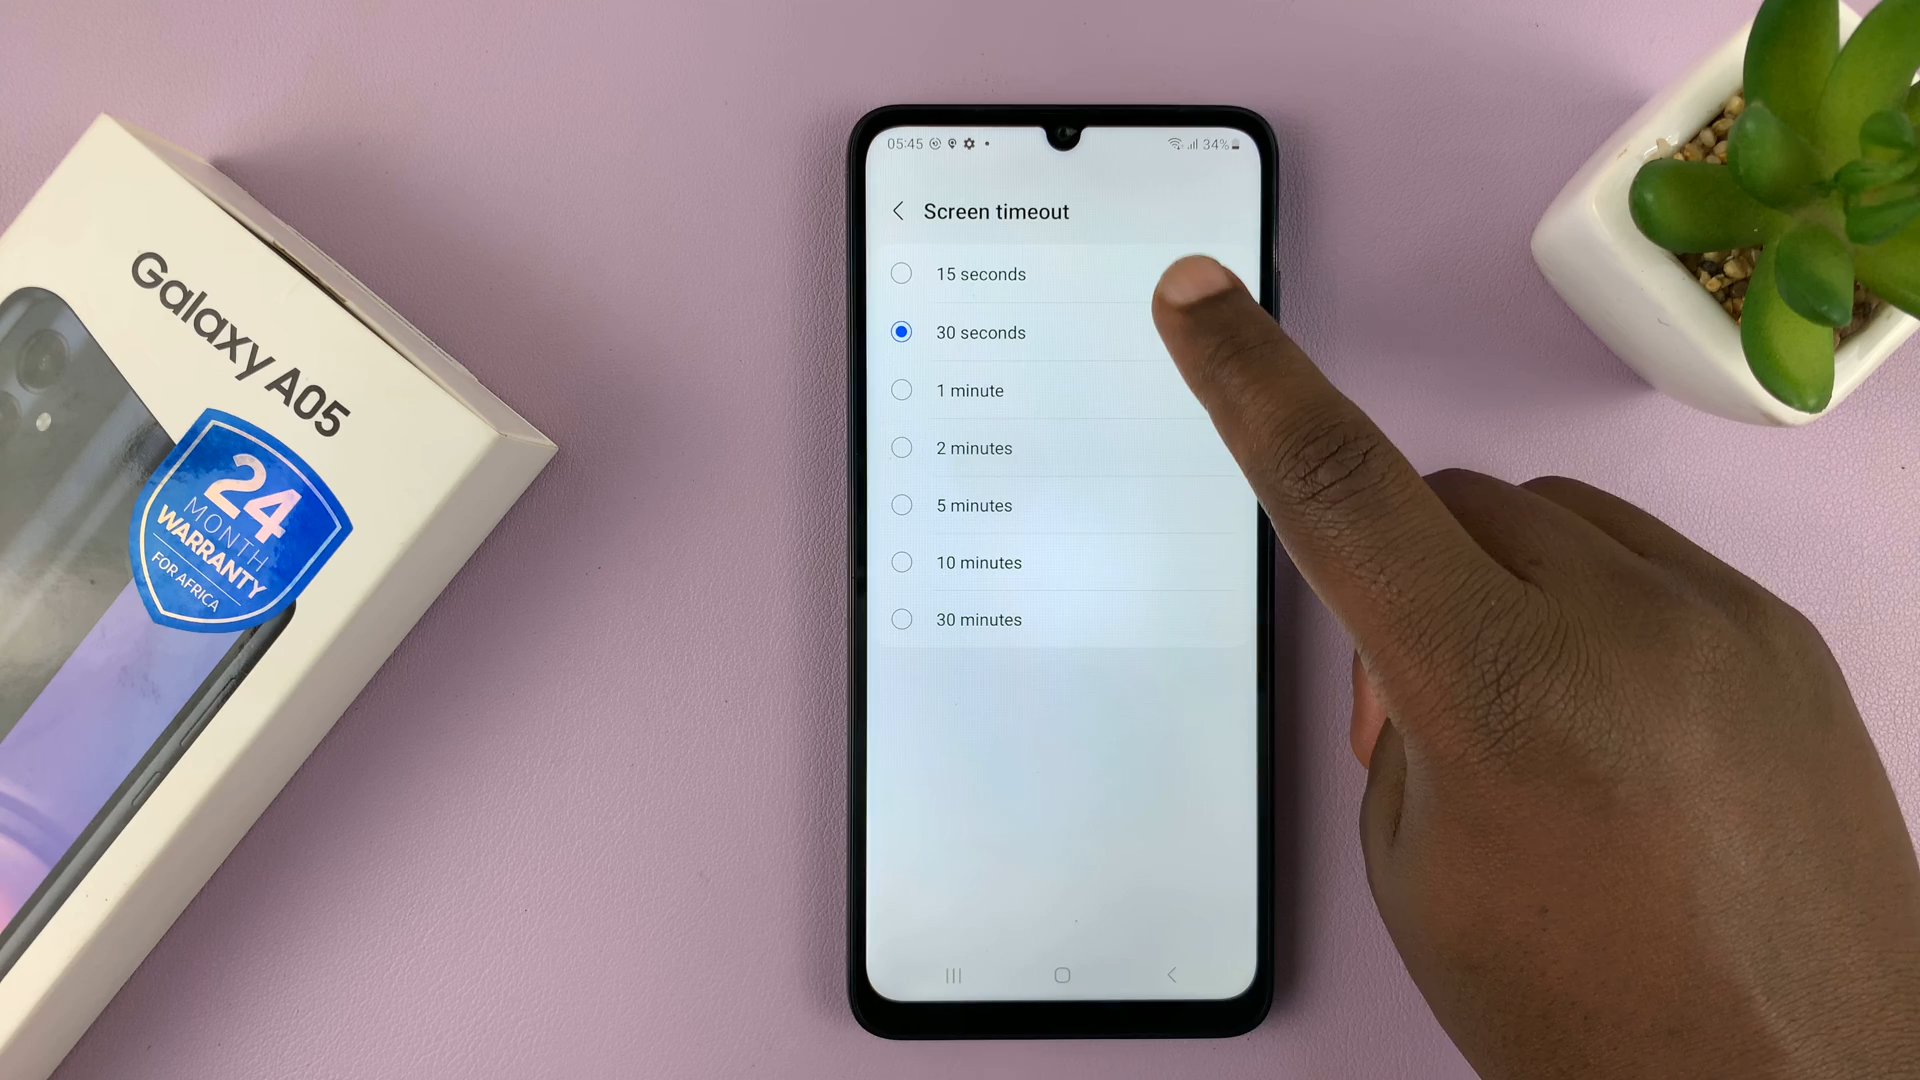 Galaxy A05
24
MONTH
WARRANTY
FOR AFRICA
05:45
34%
Screen timeout
15 seconds
30 seconds
1 minute
2 minutes
5 minutes
10 minutes
30 minutes